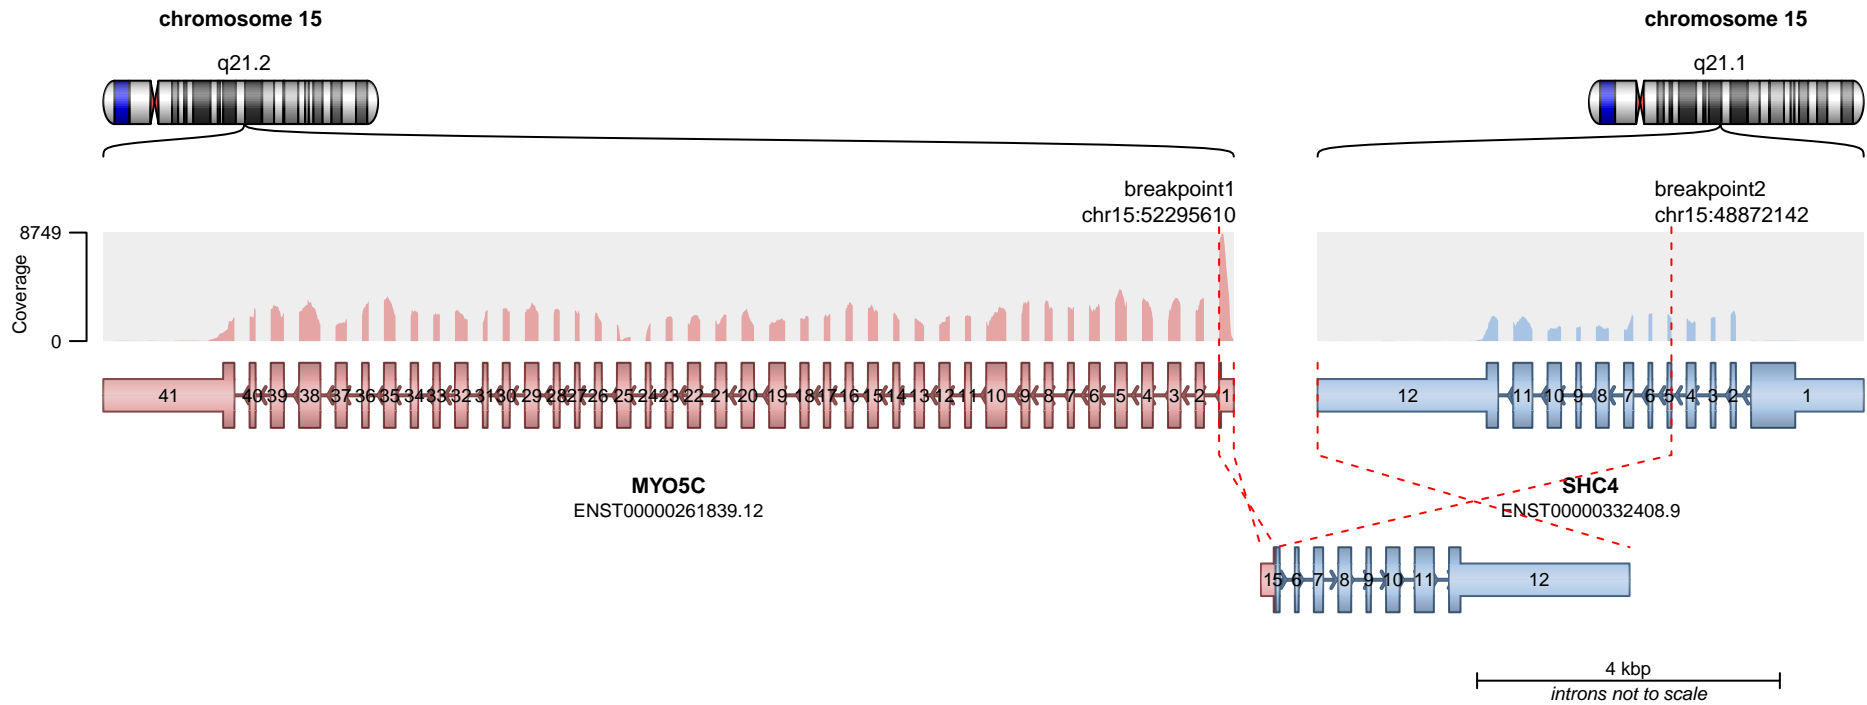 chromosome 15
chromosome 15
q21.2
q21.1
breakpoint1
chr15:52295610
breakpoint2
chr15:48872142
8749
Coverage
0
41 40 39 38 37 36 35 34 33 32 31 30 29 28 27 26 25 24 23 22 21 20 19 18 17 16 15 14 13 12 11 10 9 8 7 6 5 4 3 2 1
12 11 10 9 8 7 6 5 4 3 2 1
MYO5C
ENST00000261839.12
SHC4
ENST00000332408.9
1 5 6 7 8 9 10 11 12
4 kbp
introns not to scale